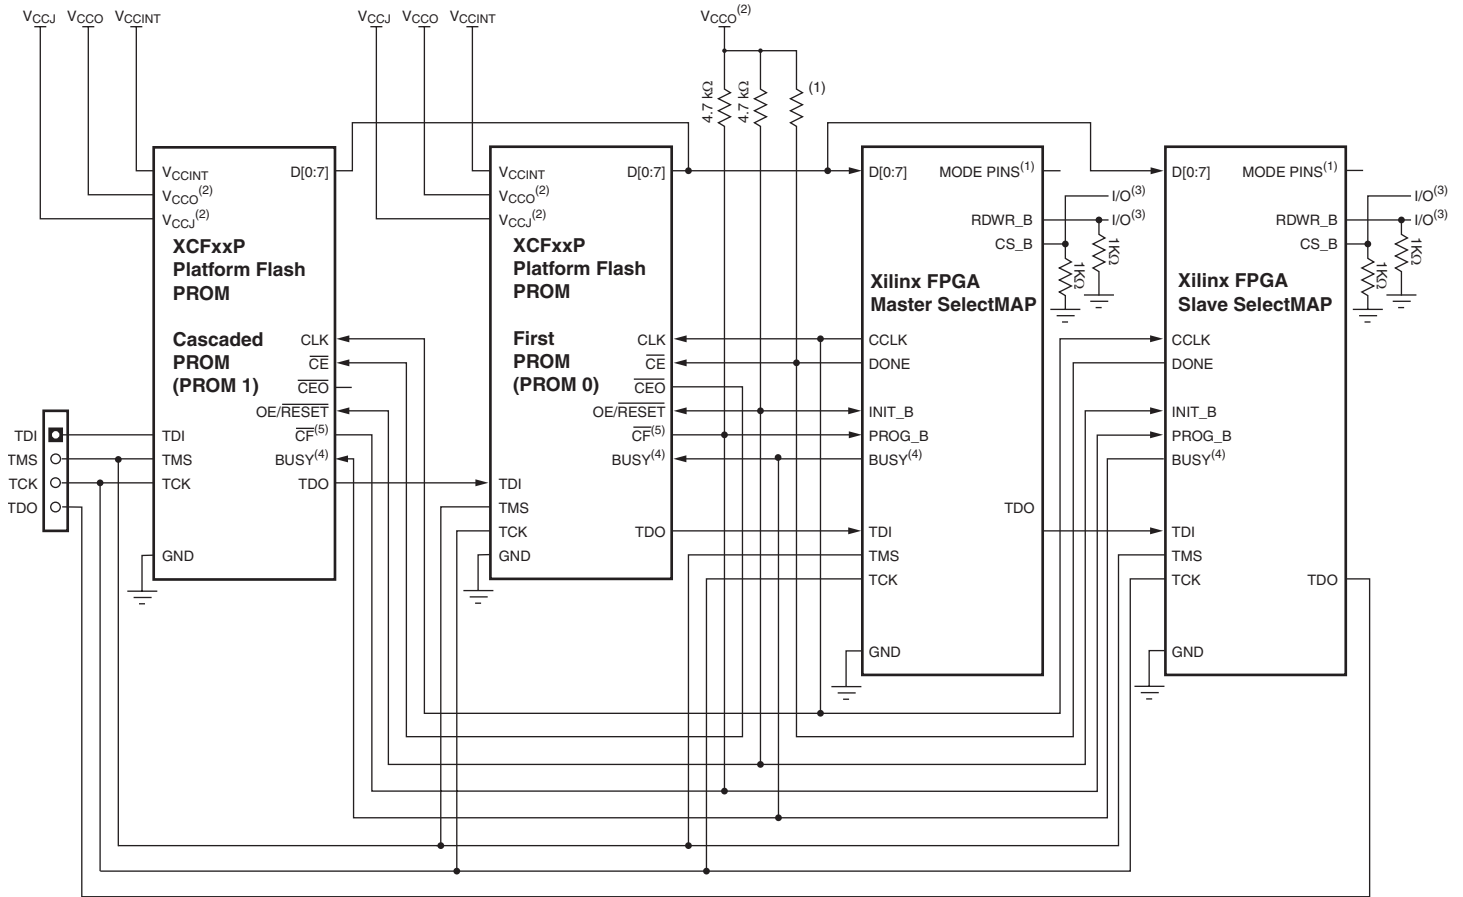 VCCJ VCCO VCCINT
VCCJ VCCO VCCINT
VCCO(2)
4.7 kΩ
4.7 kΩ
(1)
VCCINT
VCCO(2)
VCCJ(2)
D[0:7]
XCFxxP
Platform Flash
PROM
Cascaded
PROM
(PROM 1)
CLK
CE
CEO
OE/RESET
CF(5)
BUSY(4)
TDO
TDI
TMS
TCK
GND
TDI
TMS
TCK
TDO
VCCINT
VCCO(2)
VCCJ(2)
D[0:7]
XCFxxP
Platform Flash
PROM
First
PROM
(PROM 0)
CLK
CE
CEO
OE/RESET
CF(5)
BUSY(4)
TDO
TDI
TMS
TCK
GND
D[0:7]
MODE PINS(1)
RDWR_B
CS_B
I/O(3)
I/O(3)
1KΩ
1KΩ
Xilinx FPGA
Master SelectMAP
CCLK
DONE
INIT_B
PROG_B
BUSY(4)
TDO
TDI
TMS
TCK
GND
D[0:7]
MODE PINS(1)
RDWR_B
CS_B
I/O(3)
I/O(3)
1KΩ
1KΩ
Xilinx FPGA
Slave SelectMAP
CCLK
DONE
INIT_B
PROG_B
BUSY(4)
TDI
TMS
TCK
TDO
GND